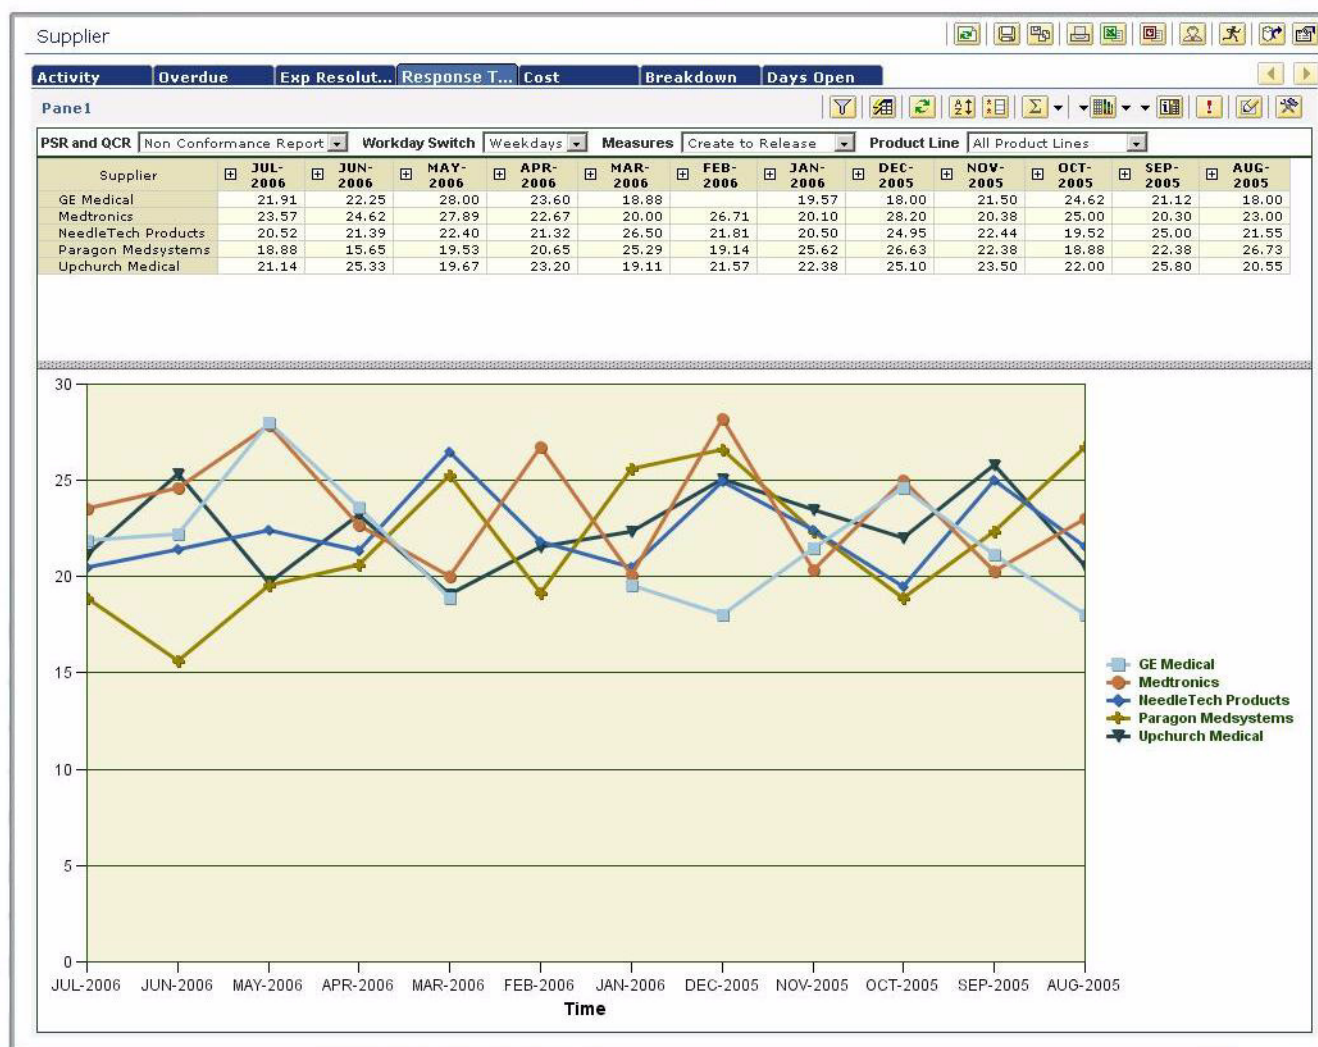 Supplier
Activity Overdue Exp Resolut... Response T... Cost Breakdown Days Open
Pane1
PSR and QCR Non Conformance Report Workday Switch Weekdays Measures Create to Release Product Line All Product Lines
Supplier JUL-2006 JUN-2006 MAY-2006 APR-2006 MAR-2006 FEB-2006 JAN-2006 DEC-2005 NOV-2005 OCT-2005 SEP-2005 AUG-2005
GE Medical 21.91 22.25 28.00 23.60 18.88 19.57 18.00 21.50 24.62 21.12 18.00
Medtronics 23.57 24.62 27.89 22.67 20.00 26.71 20.10 28.20 20.38 25.00 20.30 23.00
NeedleTech Products 20.52 21.39 22.40 21.32 26.50 21.81 20.50 24.95 22.44 19.52 25.00 21.55
Paragon Medsystems 18.88 15.65 19.53 20.65 25.29 19.14 25.62 26.63 22.38 18.88 22.38 26.73
Upchurch Medical 21.14 25.33 19.67 23.20 19.11 21.57 22.38 25.10 23.50 22.00 25.80 20.55
30
25
20
15
10
5
0
GE Medical
Medtronics
NeedleTech Products
Paragon Medsystems
Upchurch Medical
JUL-2006 JUN-2006 MAY-2006 APR-2006 MAR-2006 FEB-2006 JAN-2006 DEC-2005 NOV-2005 OCT-2005 SEP-2005 AUG-2005
Time